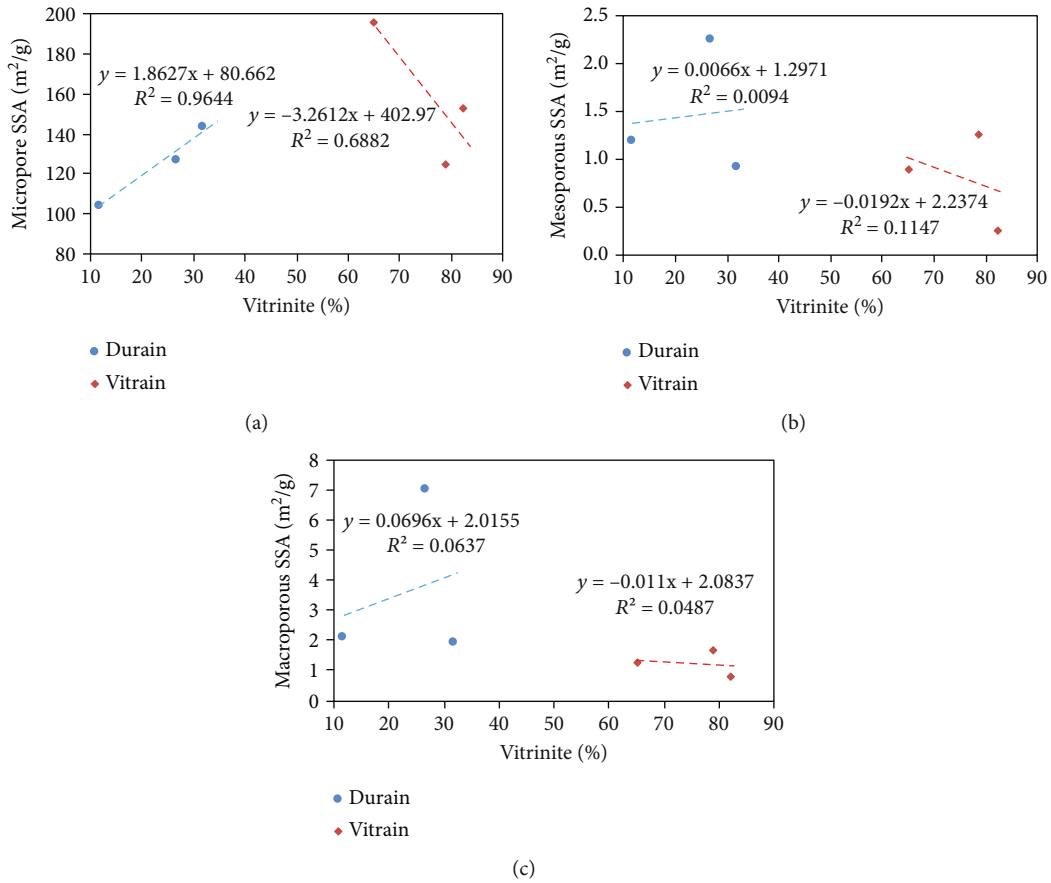 200
180
160
140
120
100
80
Micropore SSA (m²/g)
y = 1.8627x + 80.662
R² = 0.9644
y = –3.2612x + 402.97
R² = 0.6882
10 20 30 40 50 60 70 80 90
Vitrinite (%)
Durain
Vitrain
(a)
2.5
2.0
1.5
1.0
0.5
0.0
Mesoporous SSA (m²/g)
y = 0.0066x + 1.2971
R² = 0.0094
y = –0.0192x + 2.2374
R² = 0.1147
10 20 30 40 50 60 70 80 90
Vitrinite (%)
Durain
Vitrain
(b)
8
7
6
5
4
3
2
1
0
Macroporous SSA (m²/g)
y = 0.0696x + 2.0155
R² = 0.0637
y = –0.011x + 2.0837
R² = 0.0487
10 20 30 40 50 60 70 80 90
Vitrinite (%)
Durain
Vitrain
(c)